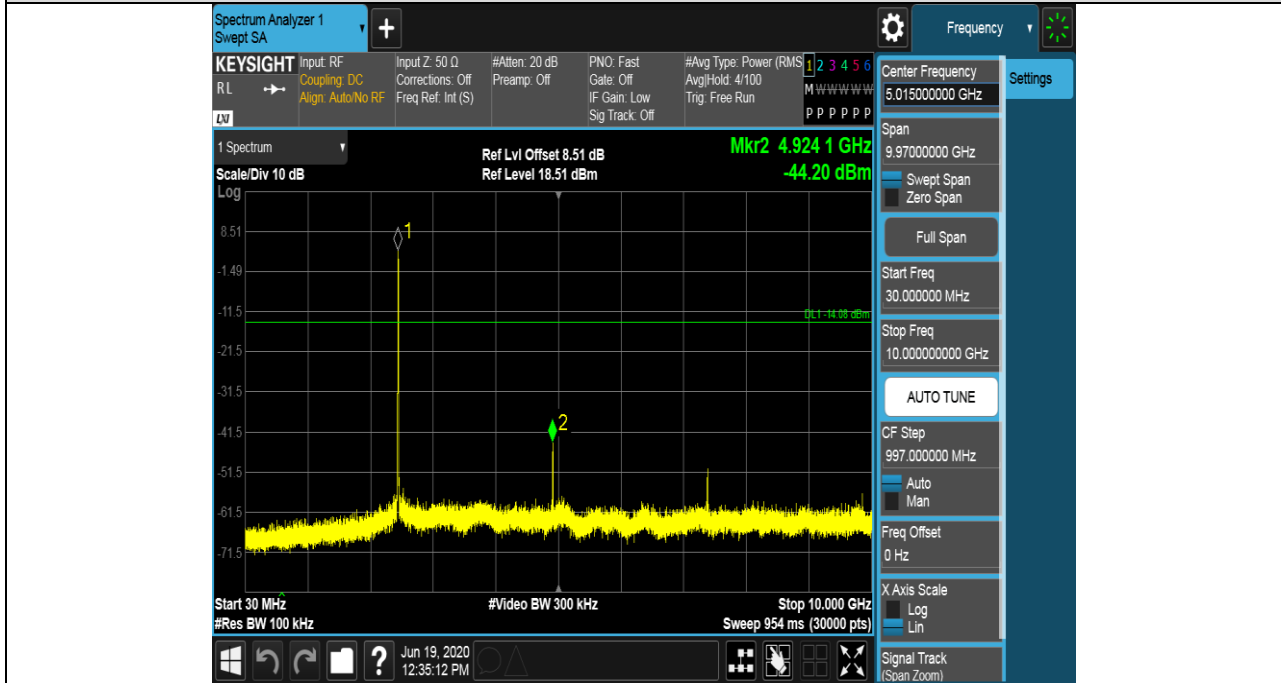 Spectrum Analyzer 1
Swept SA
+
Frequency
KEYSIGHT
RL
LXI
Input: RF
Coupling: DC
Align: Auto/No RF
Input Z: 50 Ω
Corrections: Off
Freq Ref: Int (S)
#Atten: 20 dB
Preamp: Off
PNO: Fast
Gate: Off
IF Gain: Low
Sig Track: Off
#Avg Type: Power (RMS
Avg|Hold: 4/100
Trig: Free Run
1 2 3 4 5 6
M W W W W W
P P P P P P
1 Spectrum
Scale/Div 10 dB
Log
Ref Lvl Offset 8.51 dB
Ref Level 18.51 dBm
Mkr2 4.924 1 GHz
-44.20 dBm
8.51
-1.49
-11.5
-21.5
-31.5
-41.5
-51.5
-61.5
-71.5
1
2
DL1 -14.08 dBm
Start 30 MHz
#Res BW 100 kHz
#Video BW 300 kHz
Stop 10.000 GHz
Sweep 954 ms (30000 pts)
?
Jun 19, 2020
12:35:12 PM
Center Frequency
5.015000000 GHz
Span
9.97000000 GHz
Swept Span
Zero Span
Full Span
Start Freq
30.000000 MHz
Stop Freq
10.000000000 GHz
AUTO TUNE
CF Step
997.000000 MHz
Auto
Man
Freq Offset
0 Hz
X Axis Scale
Log
Lin
Signal Track
(Span Zoom)
Settings